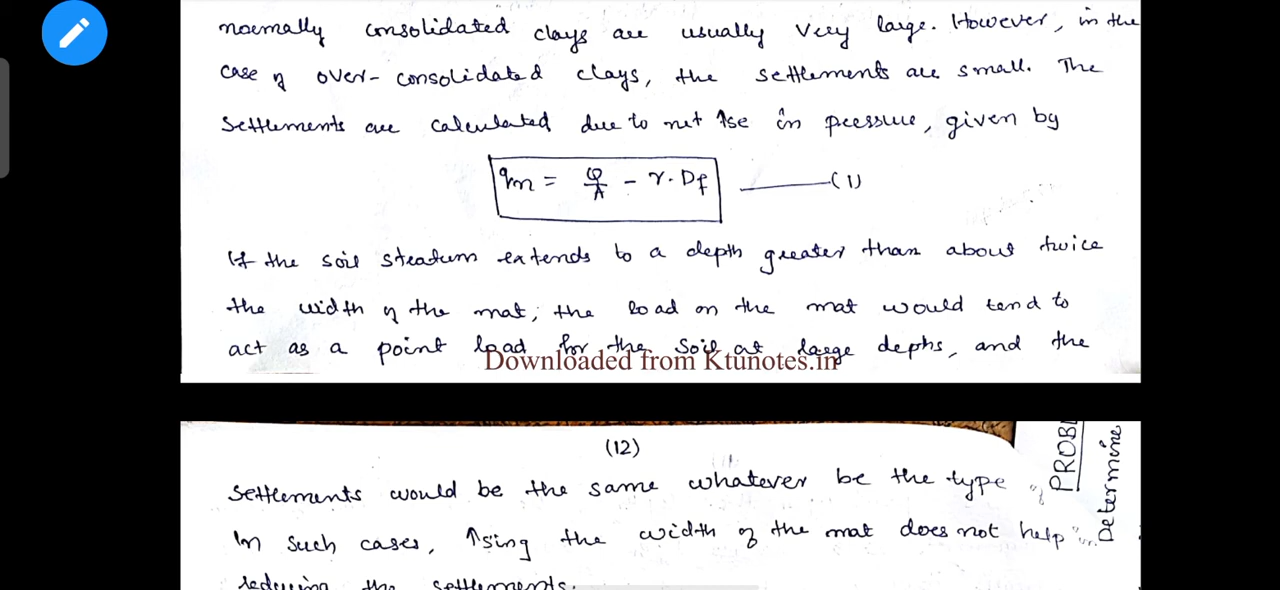 normally consolidated clays are usually very large. However, in the
case of over-consolidated clays, the settlements are small. The
settlements are calculated due to net ↑se in pressure, given by
qn = Q/A - γ.Df ———(1)
If the soil stratum extends to a depth greater than about twice
the width of the mat, the load on the mat would tend to
act as a point load for the soil at large depths, and the
Downloaded from Ktunotes.in
(12)
settlements would be the same whatever be the type
In such cases, ↑sing the width of the mat does not help
reducing the settlements.
PROBL
Determine